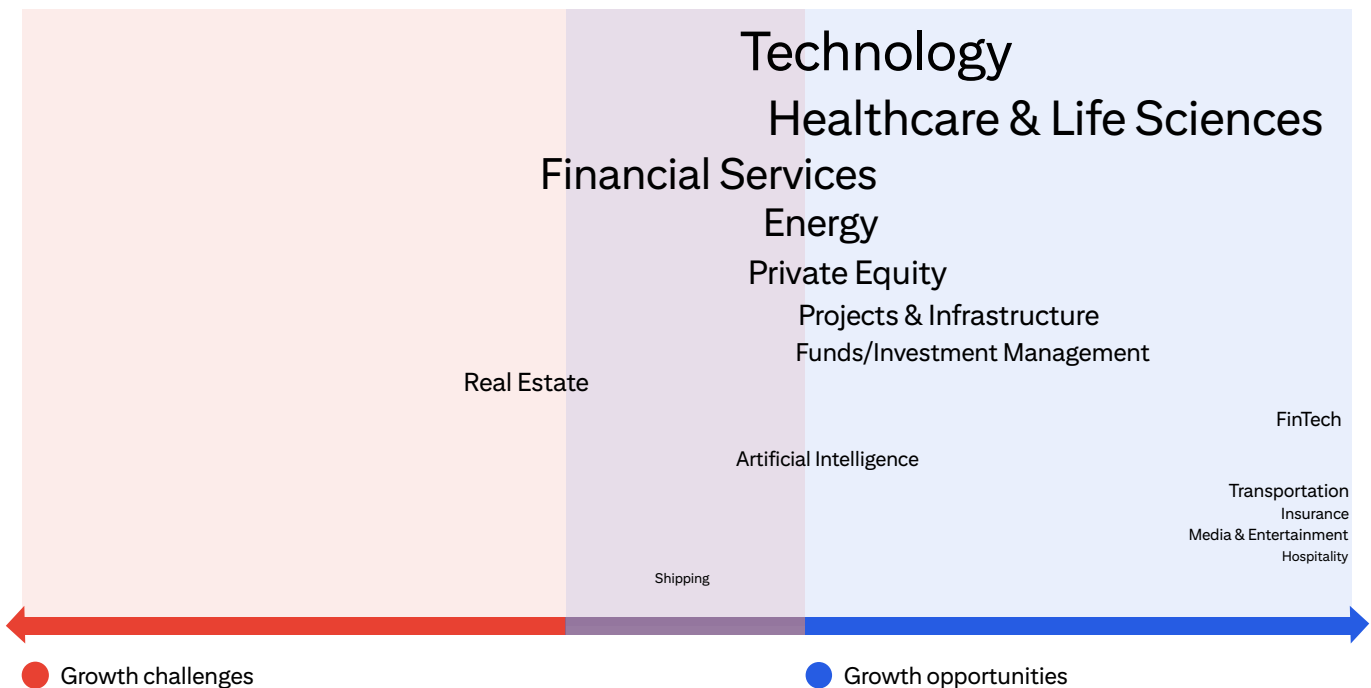 Technology
Healthcare & Life Sciences
Financial Services
Energy
Private Equity
Projects & Infrastructure
Funds/Investment Management
Real Estate
FinTech
Artificial Intelligence
Transportation
Insurance
Media & Entertainment
Hospitality
Shipping
Growth challenges
Growth opportunities